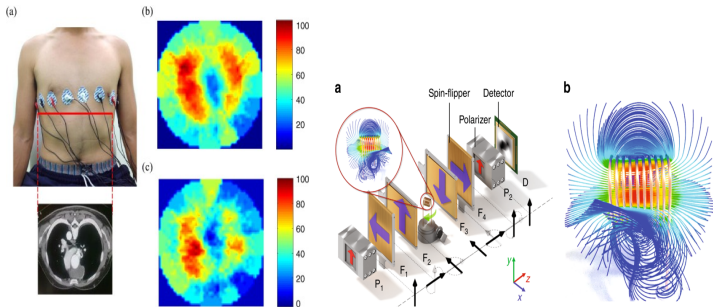 (a)
(b)
100
80
60
40
20
0
(c)
100
80
60
40
20
0
a
Spin-flipper
Detector
Polarizer
P1
F1
F2
F3
F4
P2
D
y
z
x
b